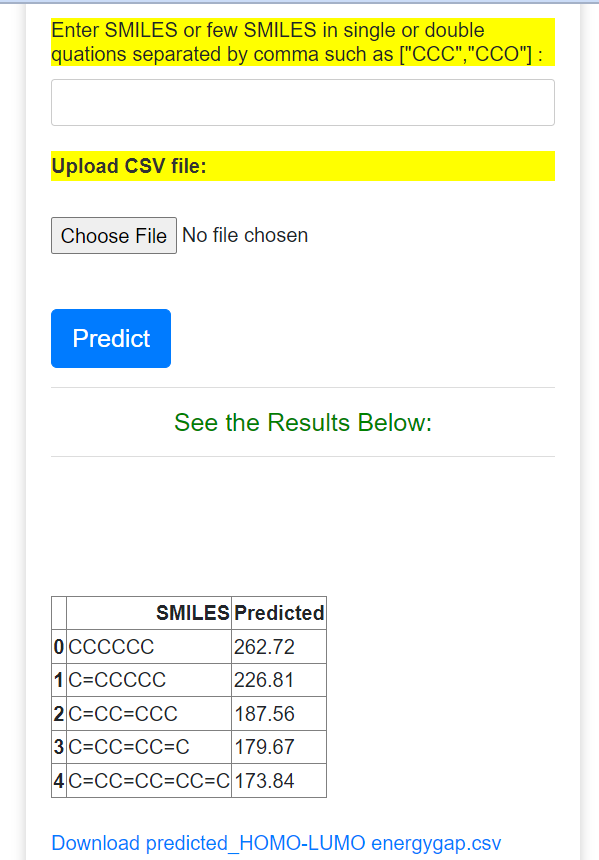 Enter SMILES or few SMILES in single or double
quations separated by comma such as ["CCC","CCO"] :
Upload CSV file:
Choose File No file chosen
Predict
See the Results Below:
SMILES Predicted
0 CCCCCC 262.72
1 C=CCCCC 226.81
2 C=CC=CCC 187.56
3 C=CC=CC=C 179.67
4 C=CC=CC=CC=C 173.84
Download predicted_HOMO-LUMO energygap.csv